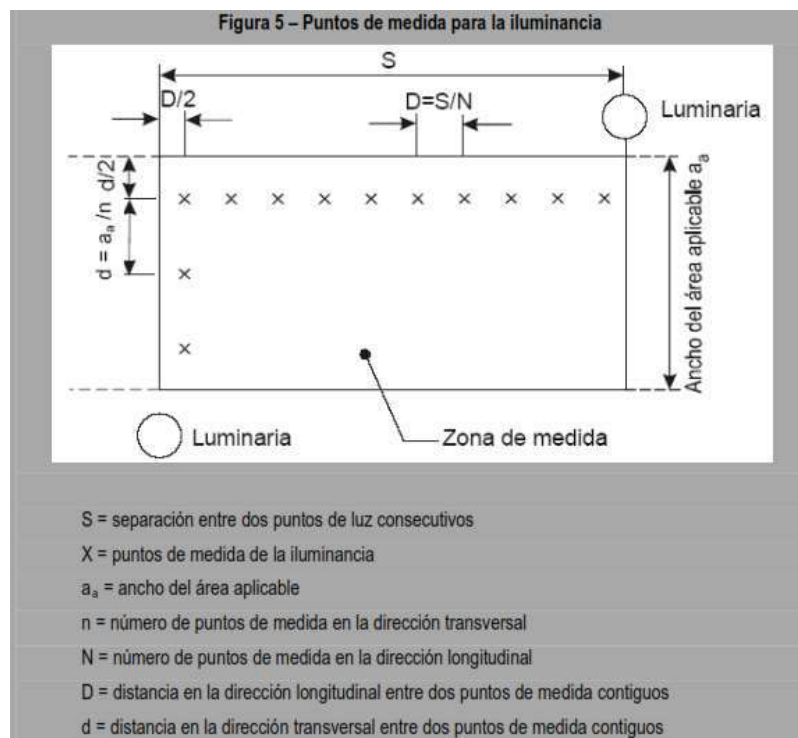 Figura 5 – Puntos de medida para la iluminancia
S
D/2
D=S/N
Luminaria
d/2
d = aₐ /n
Ancho del área aplicable aₐ
Luminaria
Zona de medida
S = separación entre dos puntos de luz consecutivos
X = puntos de medida de la iluminancia
aₐ = ancho del área aplicable
n = número de puntos de medida en la dirección transversal
N = número de puntos de medida en la dirección longitudinal
D = distancia en la dirección longitudinal entre dos puntos de medida contiguos
d = distancia en la dirección transversal entre dos puntos de medida contiguos